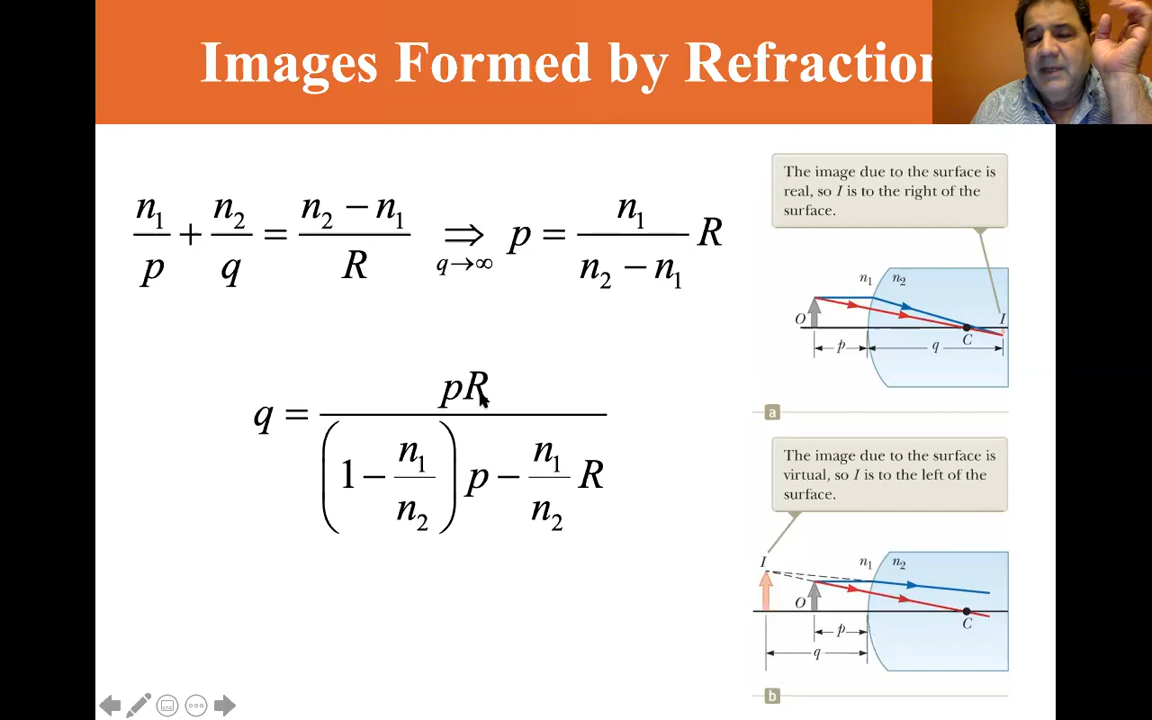 Images Formed by Refraction
n₁/p + n₂/q = (n₂ − n₁)/R ⇒ q→∞ p = n₁/(n₂ − n₁) R
q = pR/((1 − n₁/n₂)p − n₁/n₂ R)
The image due to the surface is
real, so I is to the right of the
surface.
n₁ n₂
O
I
C
p
q
a
The image due to the surface is
virtual, so I is to the left of the
surface.
I
n₁ n₂
O
C
p
q
b